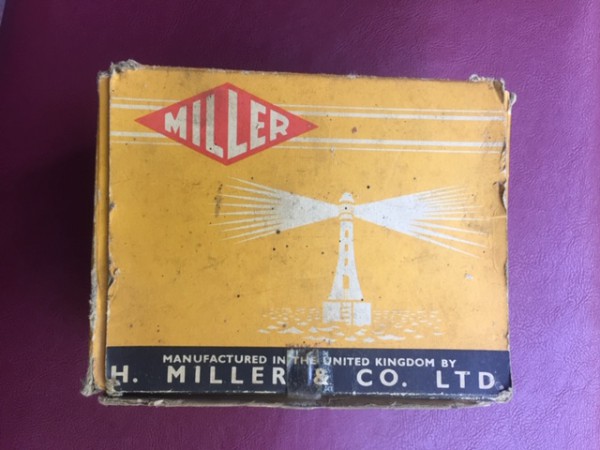 MILLER
MANUFACTURED IN THE UNITED KINGDOM BY
H. MILLER & CO. LTD